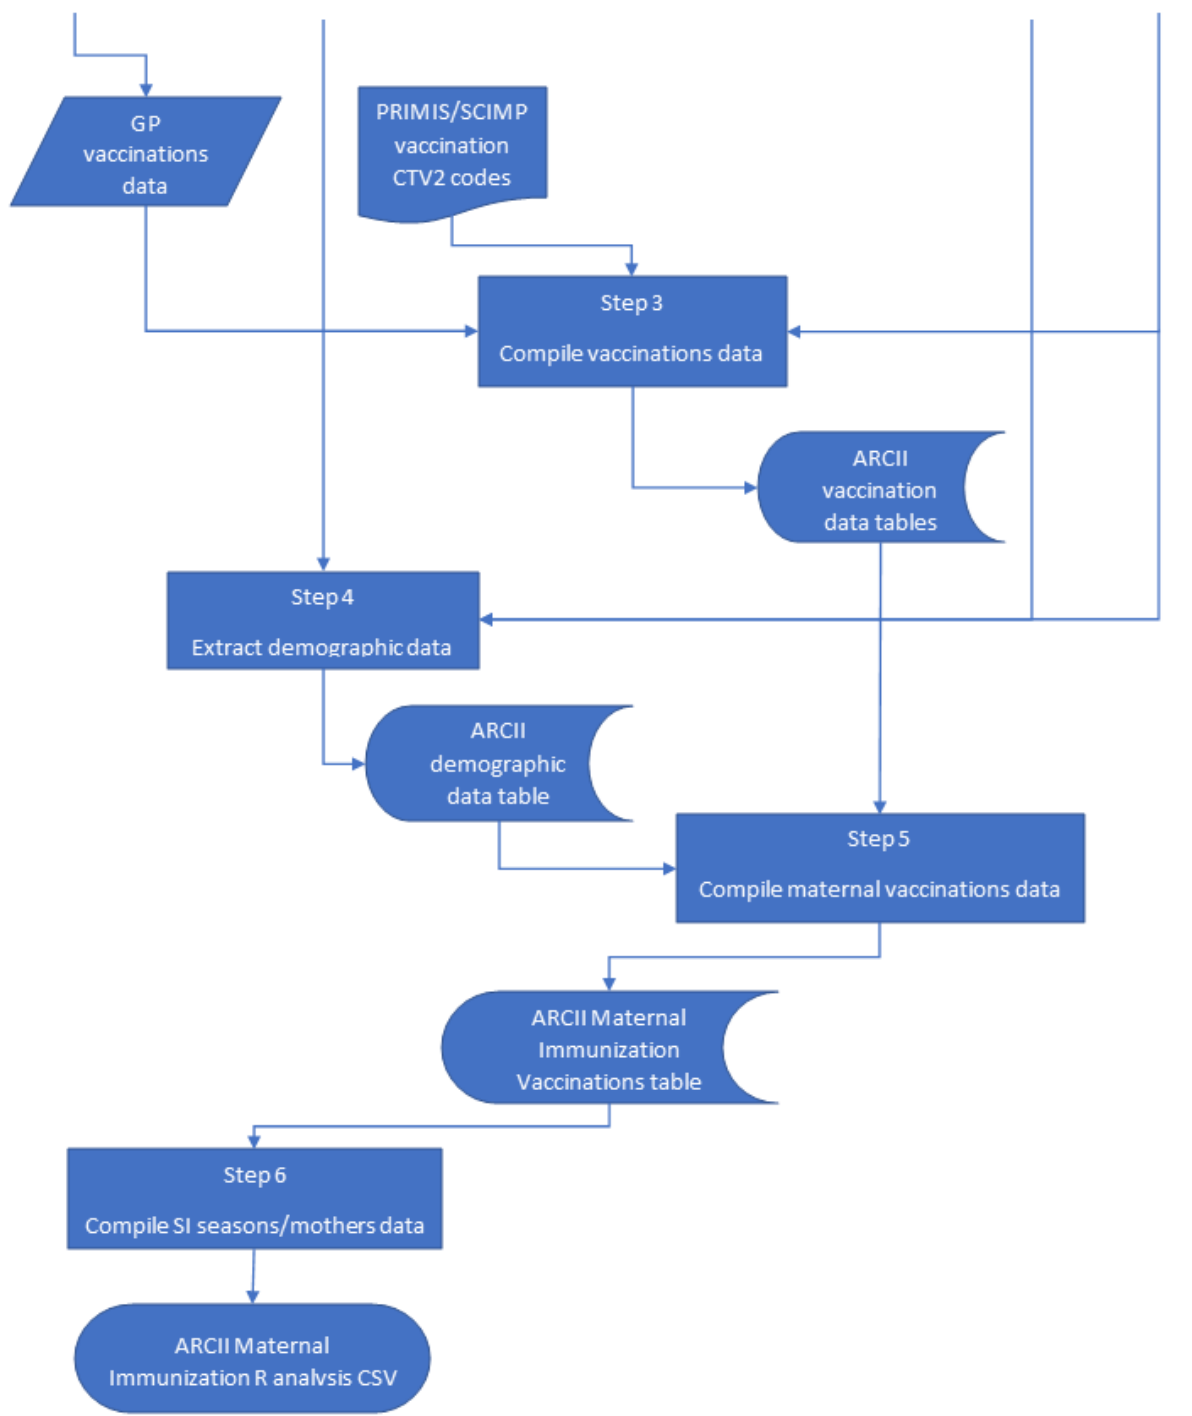 GP
vaccinations
data
PRIMIS/SCIMP
vaccination
CTV2 codes
Step 3
Compile vaccinations data
ARCII
vaccination
data tables
Step 4
Extract demographic data
ARCII
demographic
data table
Step 5
Compile maternal vaccinations data
ARCII Maternal
Immunization
Vaccinations table
Step 6
Compile SI seasons/mothers data
ARCII Maternal
Immunization R analysis CSV